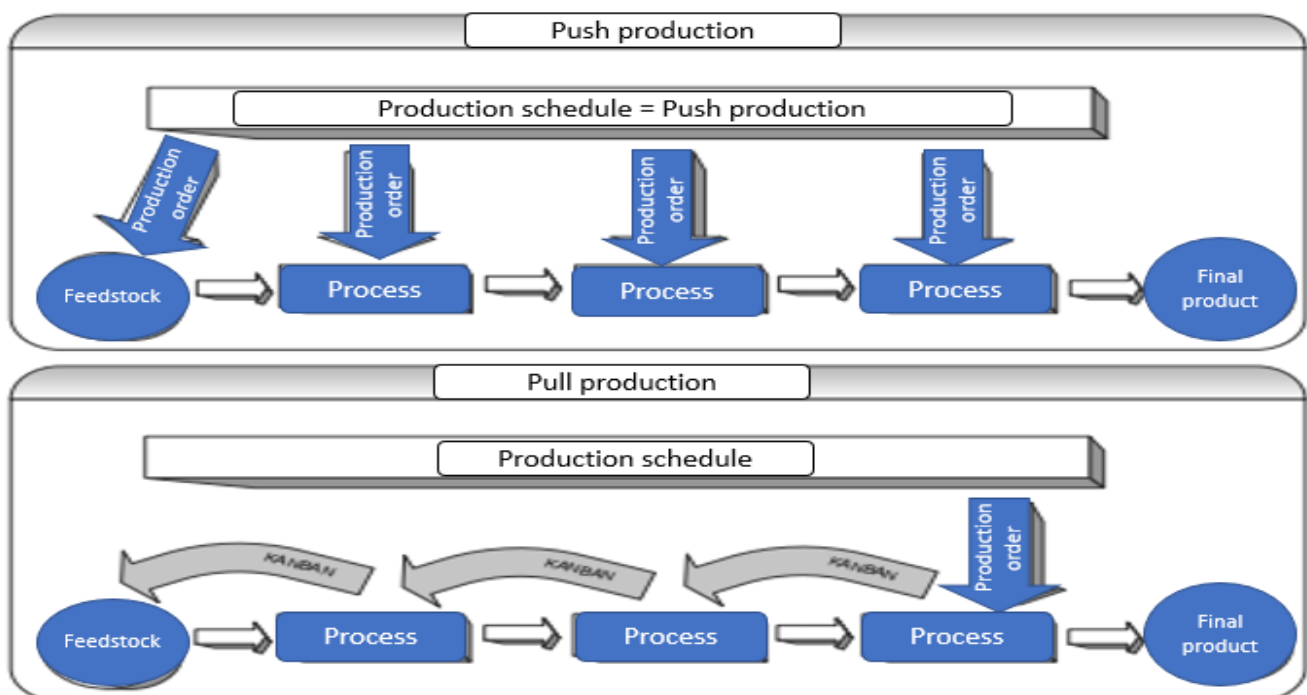 Push production
Production schedule = Push production
Production
order
Production
order
Production
order
Production
order
Feedstock
Process
Process
Process
Final
product
Pull production
Production schedule
Production
order
KANBAN
KANBAN
KANBAN
Feedstock
Process
Process
Process
Final
product